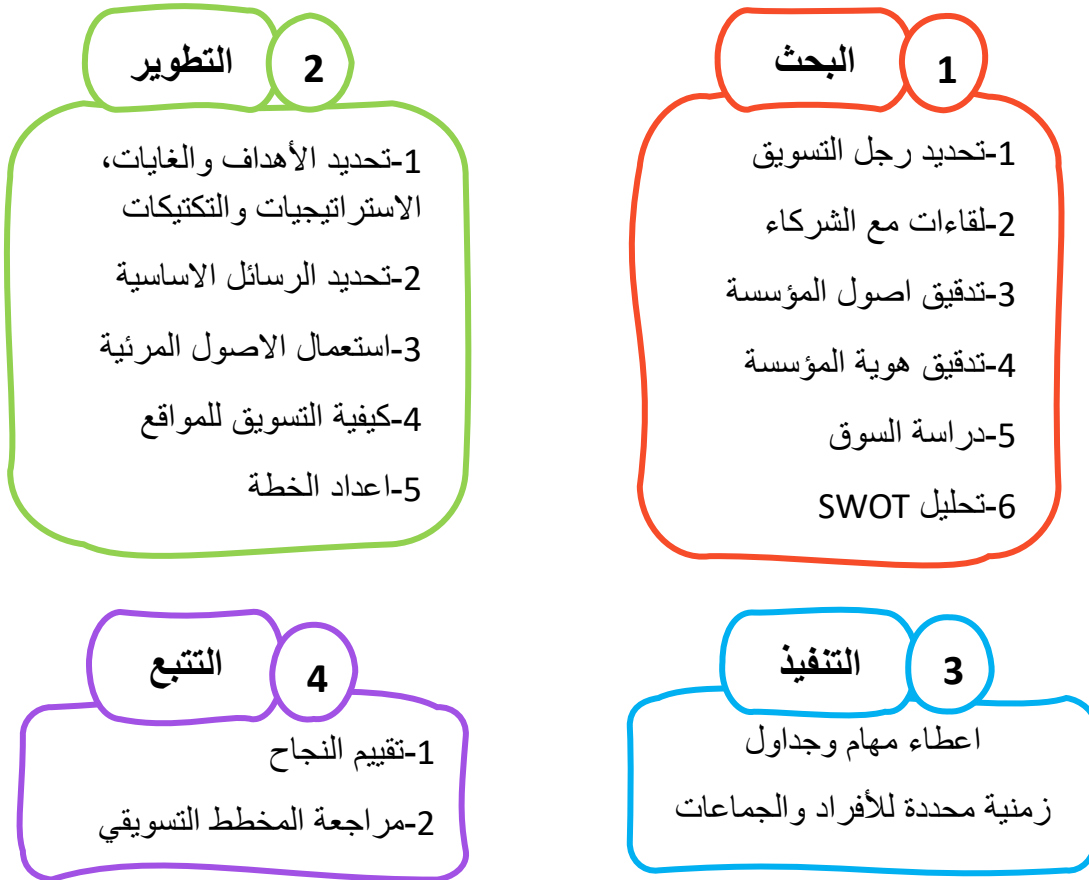 1 البحث
1-تحديد رجل التسويق
2-لقاءات مع الشركاء
3-تدقيق اصول المؤسسة
4-تدقيق هوية المؤسسة
5-دراسة السوق
6-تحليل SWOT
2 التطوير
1-تحديد الأهداف والغايات،
الاستراتيجيات والتكتيكات
2-تحديد الرسائل الاساسية
3-استعمال الاصول المرئية
4-كيفية التسويق للمواقع
5-اعداد الخطة
3 التنفيذ
اعطاء مهام وجداول
زمنية محددة للأفراد والجماعات
4 التتبع
1-تقييم النجاح
2-مراجعة المخطط التسويقي